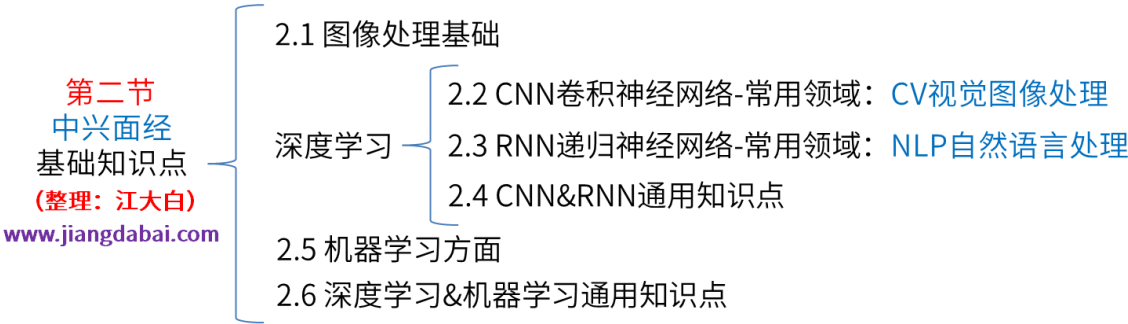 第二节
中兴面经
基础知识点
（整理：江大白）
www.jiangdabai.com
2.1 图像处理基础
深度学习
2.2 CNN卷积神经网络-常用领域：CV视觉图像处理
2.3 RNN递归神经网络-常用领域：NLP自然语言处理
2.4 CNN&RNN通用知识点
2.5 机器学习方面
2.6 深度学习&机器学习通用知识点